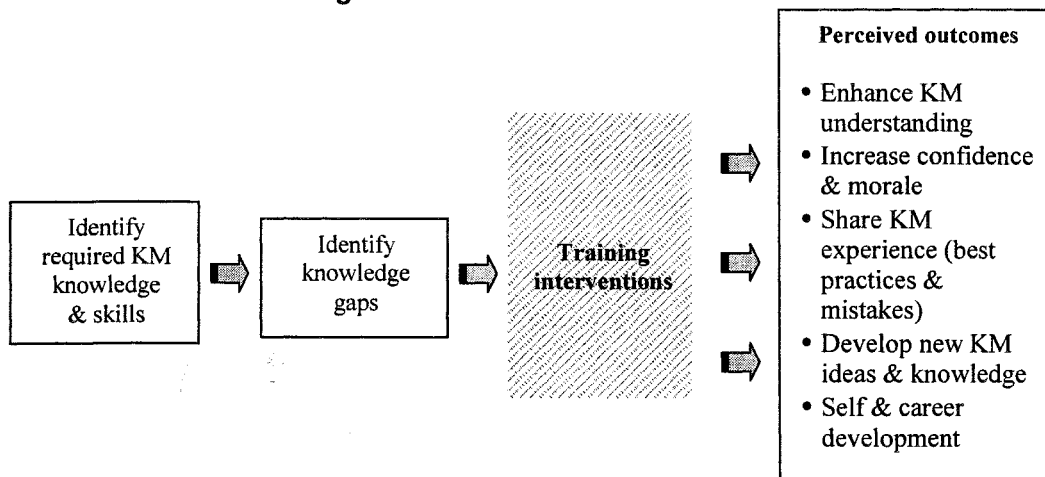 Identify
required KM
knowledge
& skills
Identify
knowledge
gaps
Training
interventions
Perceived outcomes
• Enhance KM
understanding
• Increase confidence
& morale
• Share KM
experience (best
practices &
mistakes)
• Develop new KM
ideas & knowledge
• Self & career
development